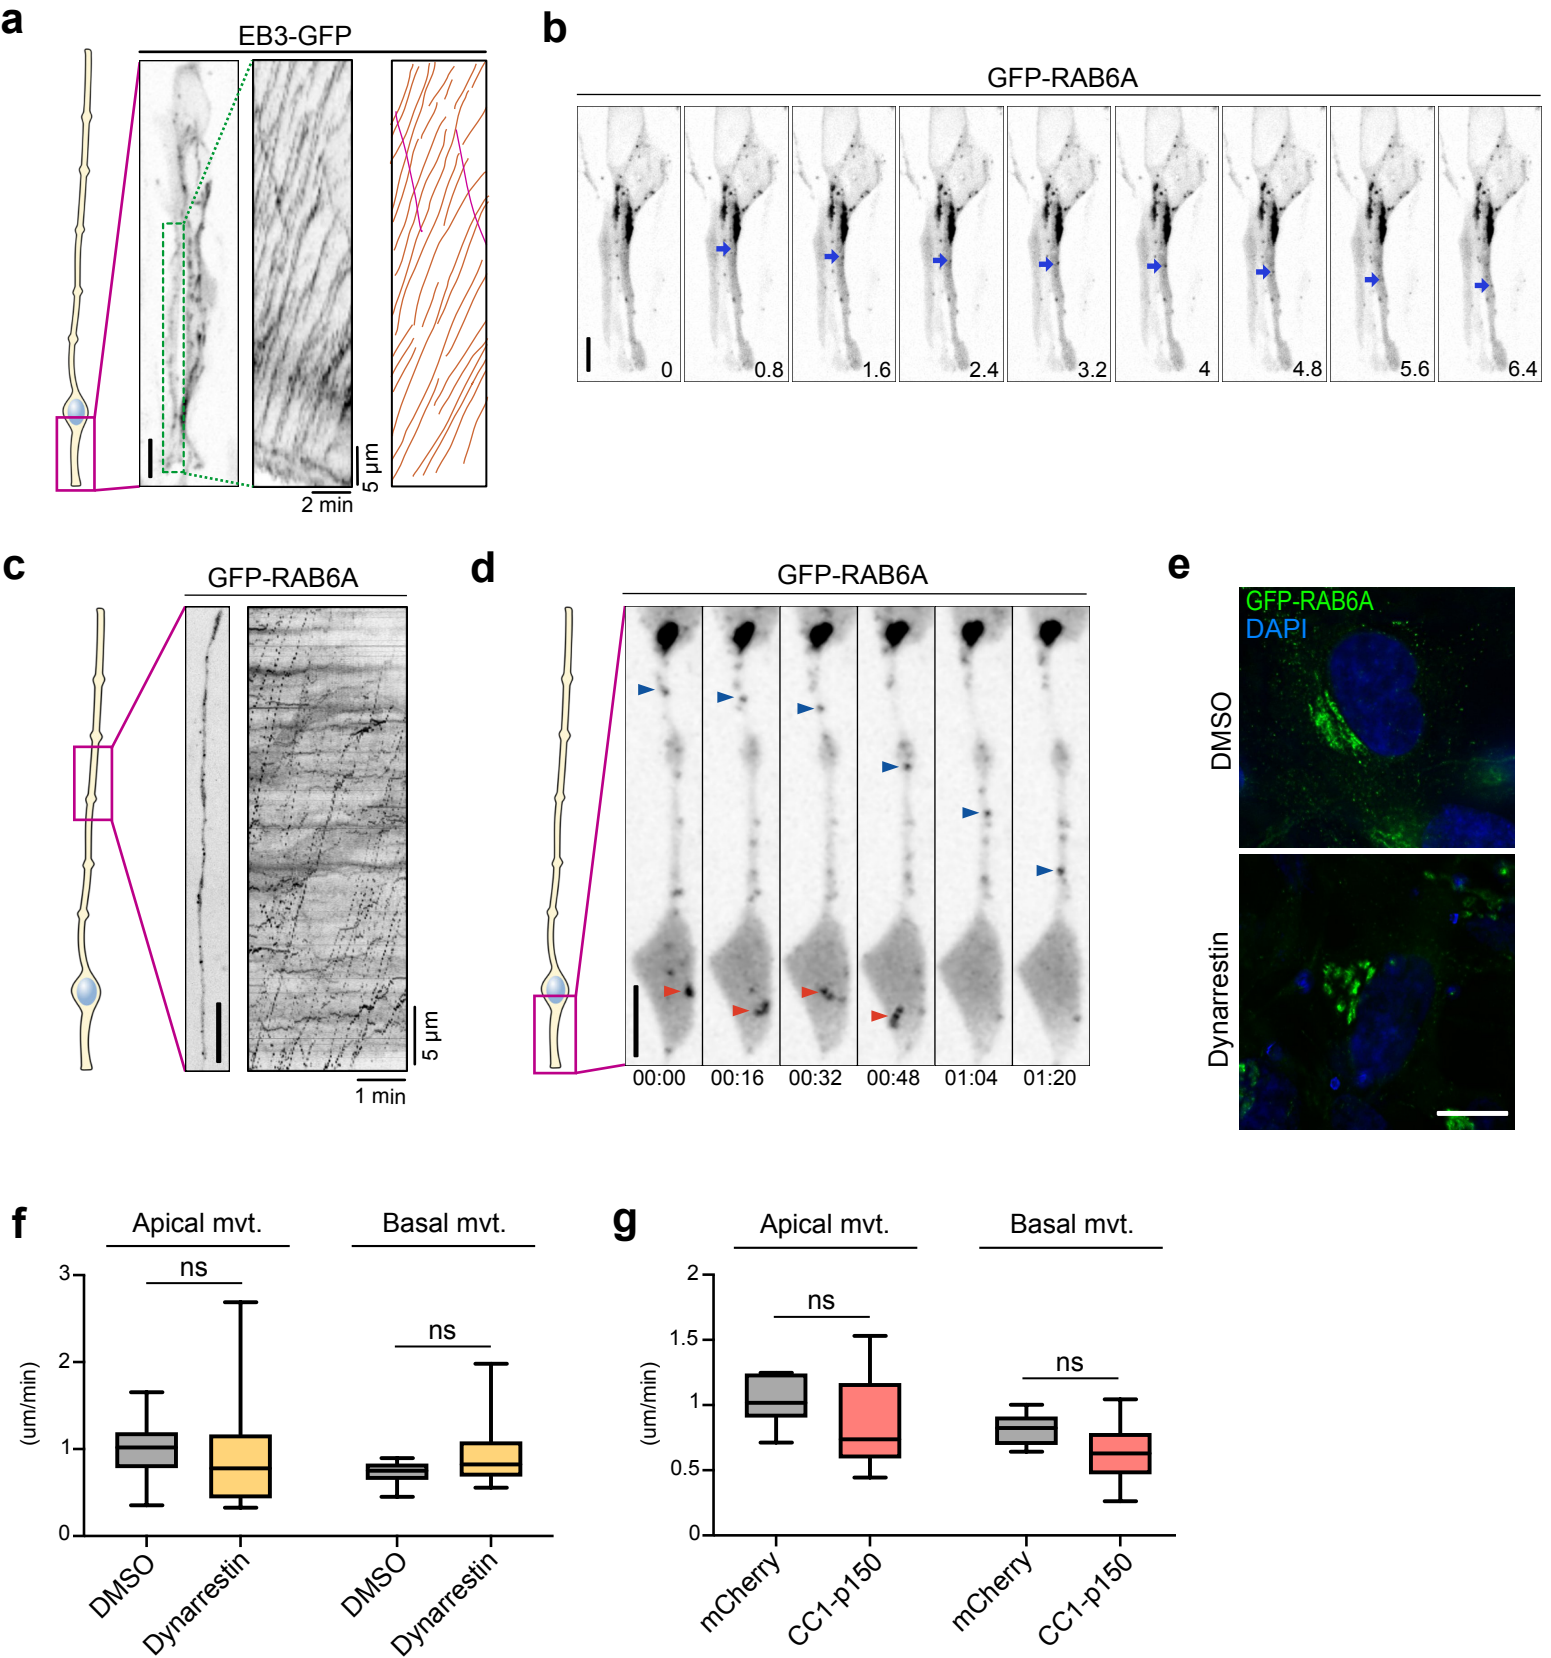 a
EB3-GFP
5 µm
2 min
b
GFP-RAB6A
0
0.8
1.6
2.4
3.2
4
4.8
5.6
6.4
c
GFP-RAB6A
5 µm
1 min
d
GFP-RAB6A
00:00
00:16
00:32
00:48
01:04
01:20
e
GFP-RAB6A
DAPI
DMSO
Dynarrestin
f
Apical mvt.
Basal mvt.
ns
ns
(um/min)
3
2
1
0
DMSO
Dynarrestin
DMSO
Dynarrestin
g
Apical mvt.
Basal mvt.
ns
ns
(um/min)
2
1.5
1
0.5
0
mCherry
CC1-p150
mCherry
CC1-p150